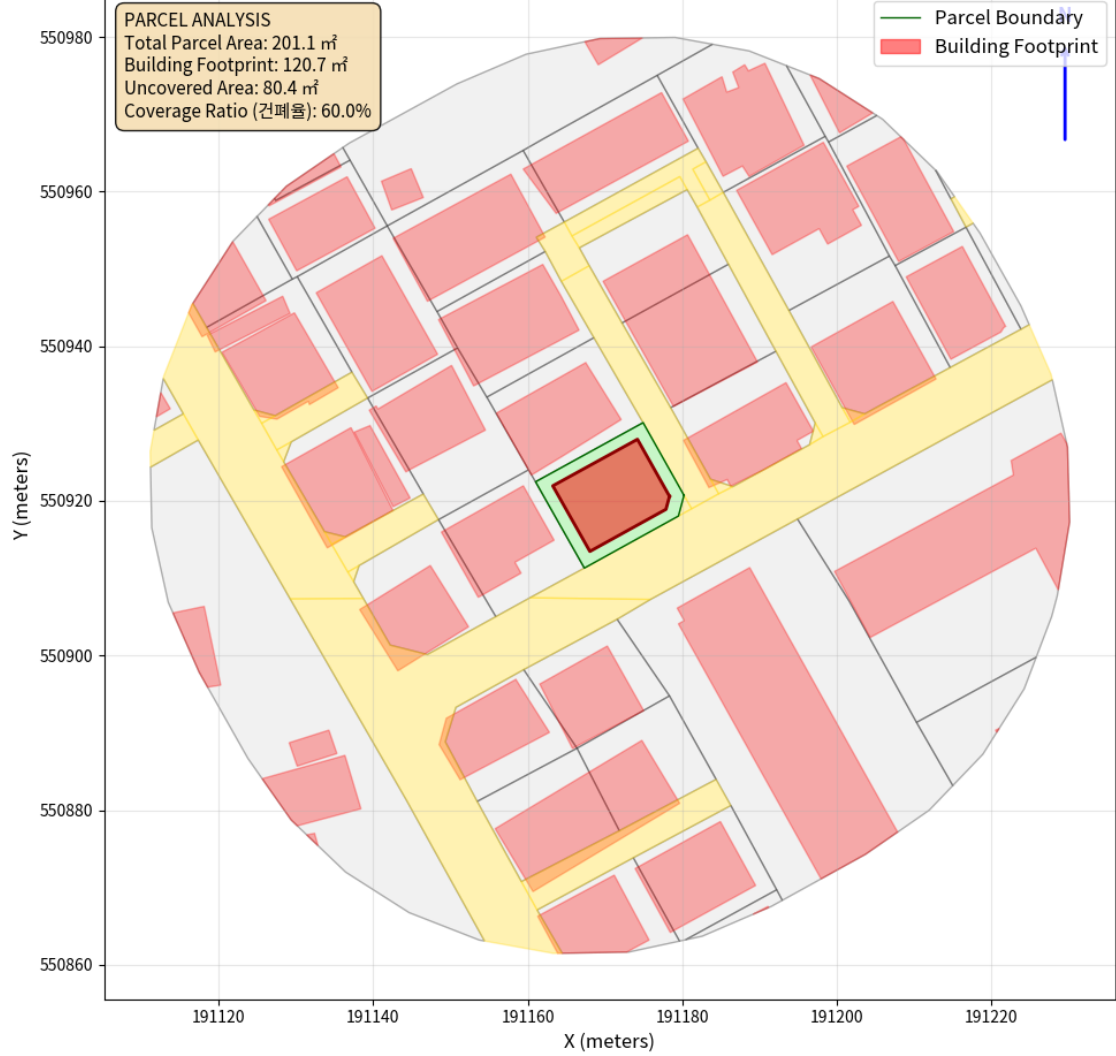 PARCEL ANALYSIS
Total Parcel Area: 201.1 ㎡
Building Footprint: 120.7 ㎡
Uncovered Area: 80.4 ㎡
Coverage Ratio (건폐율): 60.0%
Parcel Boundary
Building Footprint
N
550980
550960
550940
550920
550900
550880
550860
Y (meters)
191120
191140
191160
191180
191200
191220
X (meters)